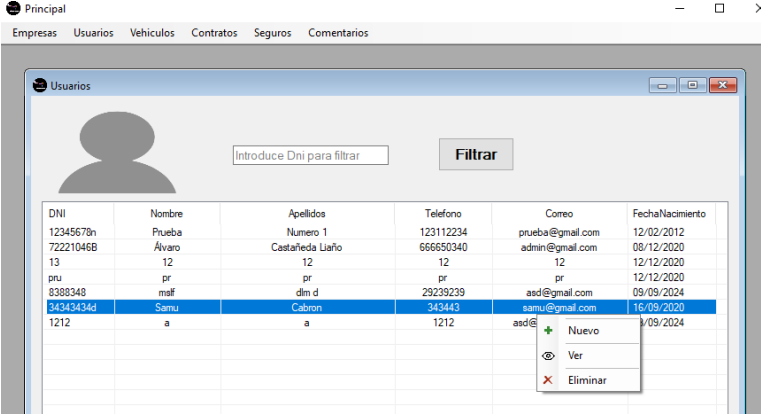 Principal
Empresas Usuarios Vehiculos Contratos Seguros Comentarios
Usuarios
Introduce Dni para filtrar Filtrar
DNI Nombre Apellidos Telefono Correo FechaNacimiento
12345678n Prueba Numero 1 123112234 prueba@gmail.com 12/02/2012
72221046B Álvaro Castañeda Liaño 666650340 admin@gmail.com 08/12/2020
13 12 12 12 12 12/12/2020
pru pr pr pr pr 12/12/2020
8388348 mslf dlm d 29239239 asd@gmail.com 09/09/2024
34343434d Samu Cabron 343443 samu@gmail.com 16/09/2020
1212 a a 1212 asd@ /09/2024
Nuevo
Ver
Eliminar